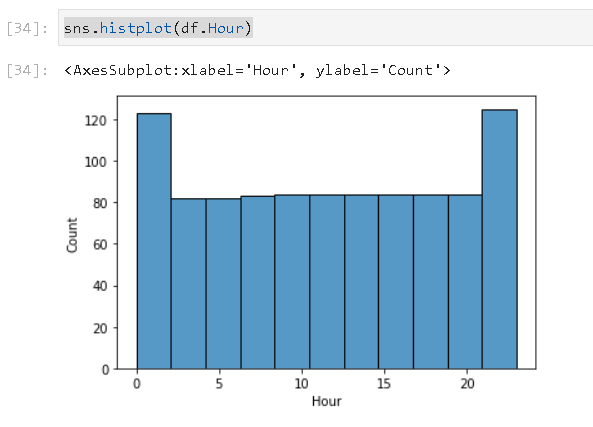 [34]: sns.histplot(df.Hour)
[34]: <AxesSubplot:xlabel='Hour', ylabel='Count'>
120
100
80
60
40
20
0
Count
0 5 10 15 20
Hour